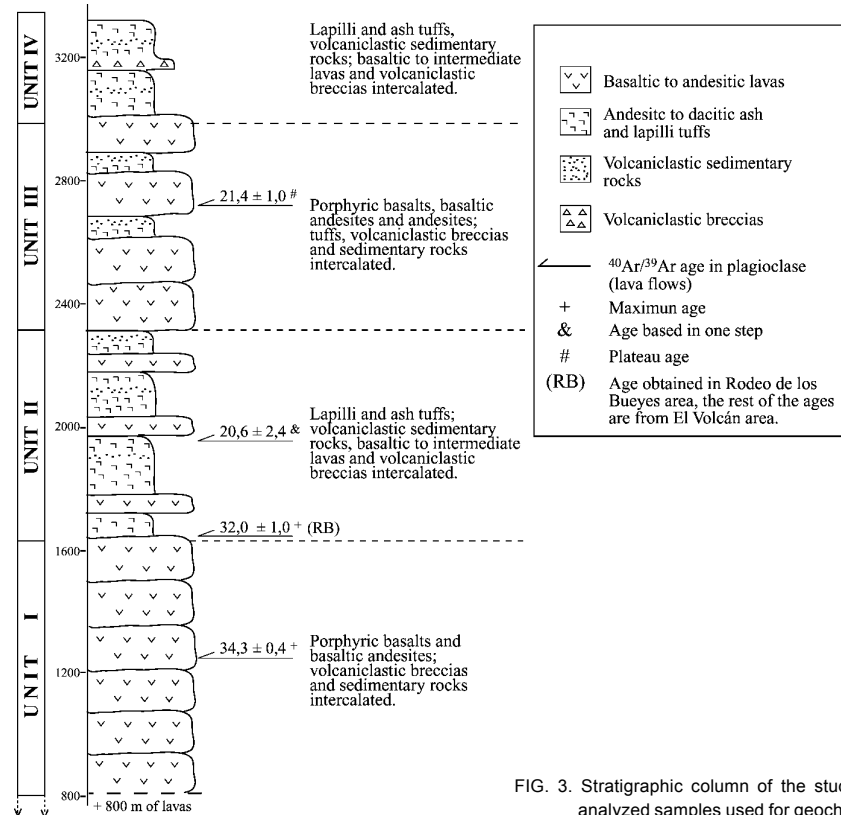 UNIT IV
UNIT III
UNIT II
UNIT I
3200
2800
2400
2000
1600
1200
800
+ 800 m of lavas
Lapilli and ash tuffs,
volcaniclastic sedimentary
rocks; basaltic to intermediate
lavas and volcaniclastic
breccias intercalated.
21,4 ± 1,0 #
Porphyric basalts, basaltic
andesites and andesites;
tuffs, volcaniclastic breccias
and sedimentary rocks
intercalated.
20,6 ± 2,4 &
Lapilli and ash tuffs;
volcaniclastic sedimentary
rocks, basaltic to intermediate
lavas and volcaniclastic
breccias intercalated.
32,0 ± 1,0 + (RB)
34,3 ± 0,4 +
Porphyric basalts and
basaltic andesites;
volcaniclastic breccias
and sedimentary rocks
intercalated.
Basaltic to andesitic lavas
Andesite to dacitic ash
and lapilli tuffs
Volcaniclastic sedimentary
rocks
Volcaniclastic breccias
40Ar/39Ar age in plagioclase
(lava flows)
+ Maximun age
& Age based in one step
# Plateau age
(RB) Age obtained in Rodeo de los
Bueyes area, the rest of the ages
are from El Volcán area.
FIG. 3. Stratigraphic column of the
analyzed samples used for